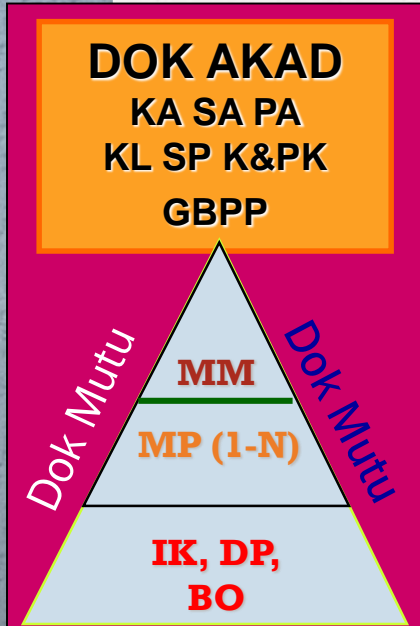 DOK AKAD
KA SA PA
KL SP K&PK
GBPP
Dok Mutu
Dok Mutu
MM
MP (1-N)
IK, DP,
BO